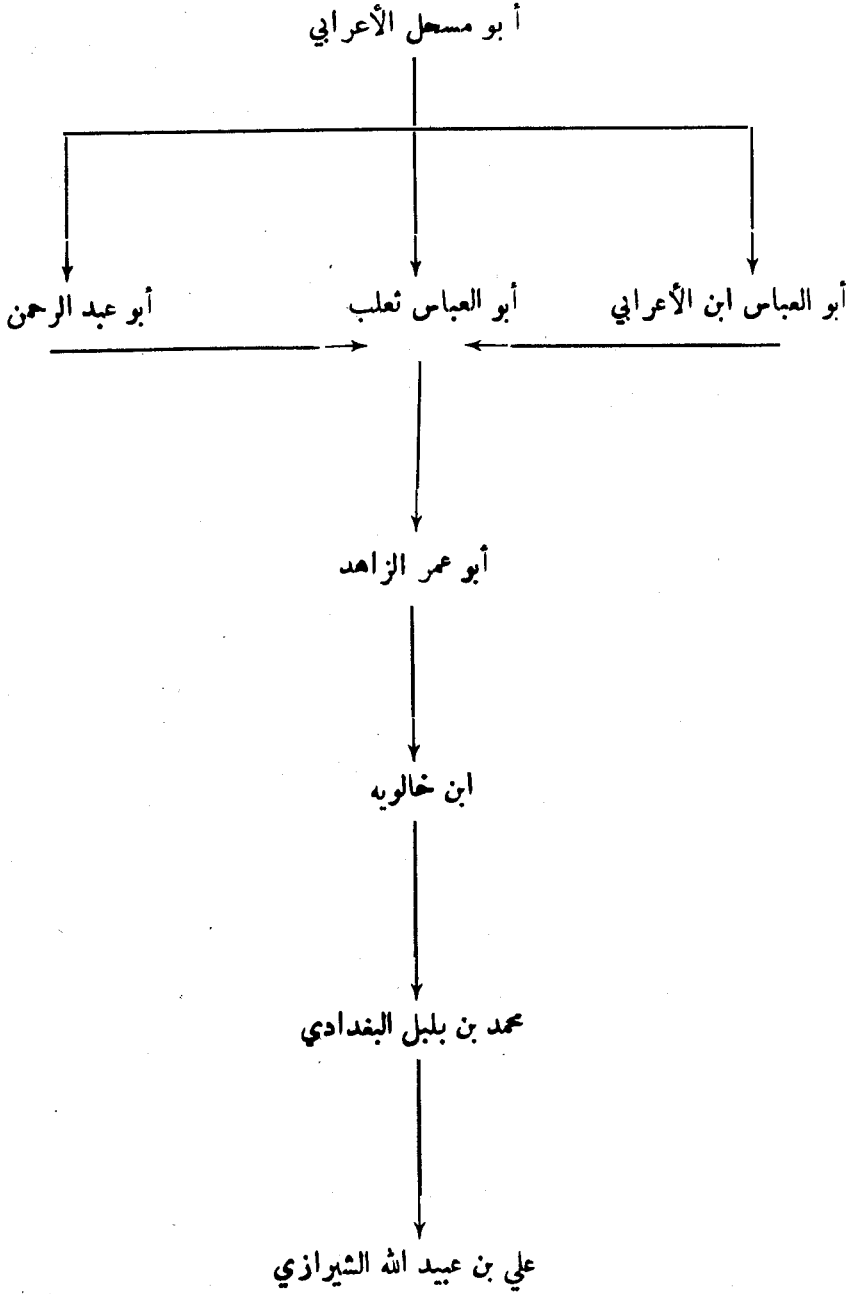 أبو مسحل الأعرابي
أبو العباس ابن الأعرابي أبو العباس ثعلب أبو عبد الرحمن
أبو عمر الزاهد
ابن خالويه
محمد بن بلبل البغدادي
علي بن عبيد الله الشيرازي